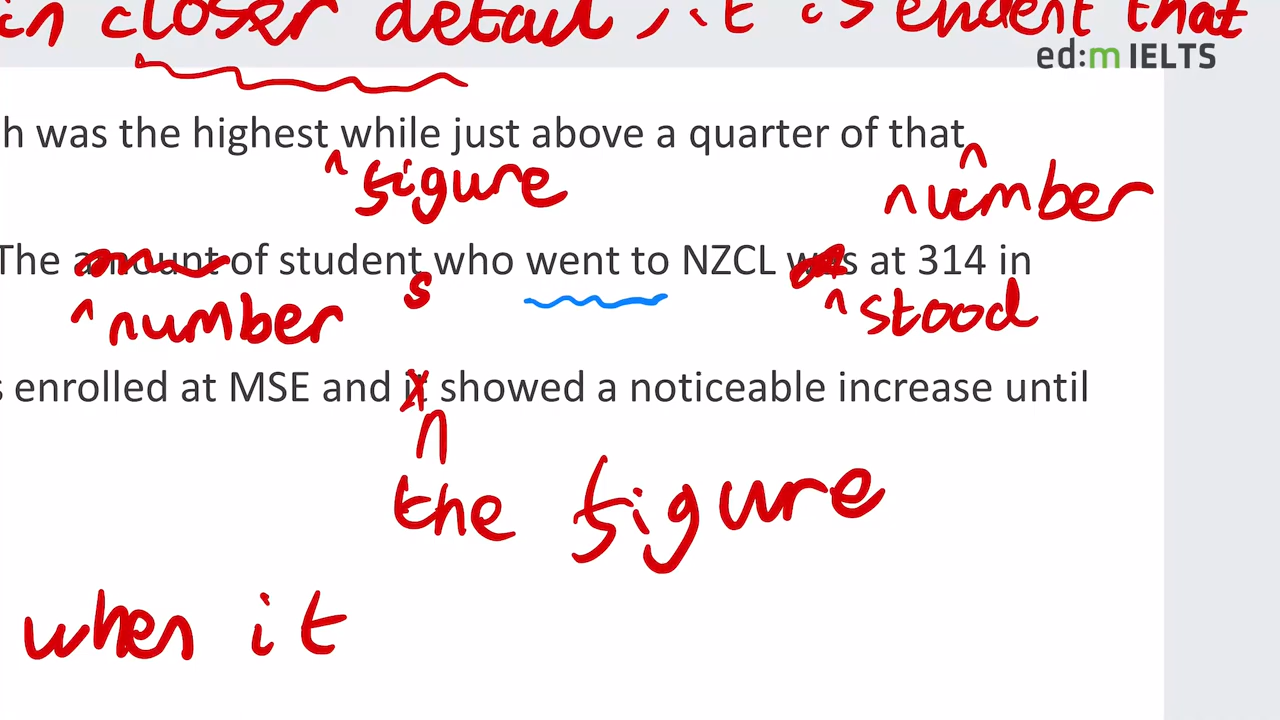 in closer detail, it is evident that
ed:m IELTS
h was the highest while just above a quarter of that
^ figure ^ number
The amount of student who went to NZCL was at 314 in
^ number s ^ stood
s enrolled at MSE and it showed a noticeable increase until
^
the figure
when it